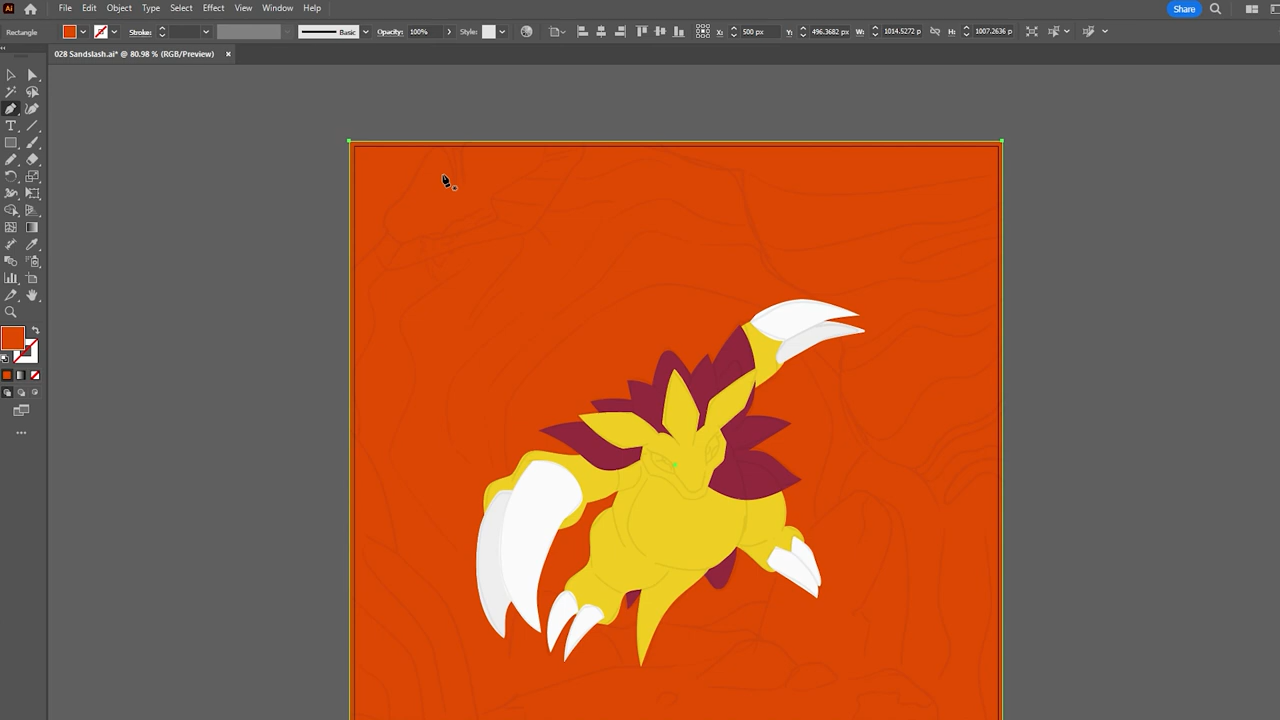 Ai File Edit Object Type Select Effect View Window Help Share
Rectangle Stroke: Basic Opacity: 100% Style: X: 500 px Y: 496.3682 px W: 1014.5272 p H: 1007.2636 p
028 Sandslash.ai* @ 80.98 % (RGB/Preview) ×